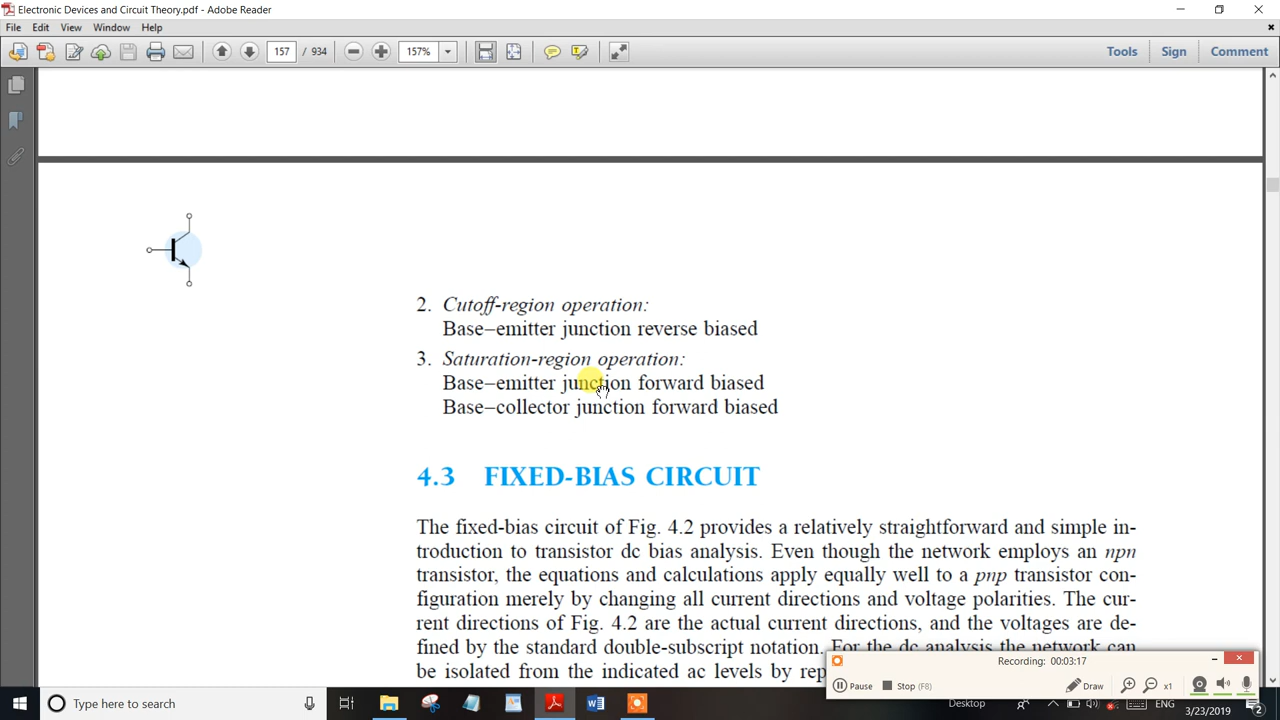 Electronic Devices and Circuit Theory.pdf - Adobe Reader
File Edit View Window Help
157 / 934 157% Tools Sign Comment
2. Cutoff-region operation:
Base–emitter junction reverse biased
3. Saturation-region operation:
Base–emitter junction forward biased
Base–collector junction forward biased
4.3 FIXED-BIAS CIRCUIT
The fixed-bias circuit of Fig. 4.2 provides a relatively straightforward and simple in-
troduction to transistor dc bias analysis. Even though the network employs an npn
transistor, the equations and calculations apply equally well to a pnp transistor con-
figuration merely by changing all current directions and voltage polarities. The cur-
rent directions of Fig. 4.2 are the actual current directions, and the voltages are de-
fined by the standard double-subscript notation. For the dc analysis the network can
be isolated from the indicated ac levels by rep
Recording: 00:03:17
Pause Stop (F8) Draw x1
Type here to search
Desktop ENG
3/23/2019 2